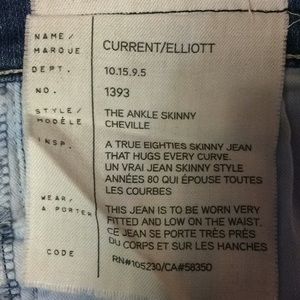 NAME/
MARQUE
CURRENT/ELLIOTT
DEPT.
10.15.9.5
NO.
1393
STYLE/
MODÈLE
THE ANKLE SKINNY
CHEVILLE
INSP.
A TRUE EIGHTIES SKINNY JEAN
THAT HUGS EVERY CURVE.
UN VRAI JEAN SKINNY STYLE
ANNÉES 80 QUI ÉPOUSE TOUTES
LES COURBES
WEAR/
A PORTER
THIS JEAN IS TO BE WORN VERY
FITTED AND LOW ON THE WAIST.
CE JEAN SE PORTE TRÈS PRÈS
DU CORPS ET SUR LES HANCHES
CODE
RN#105230/CA#58350